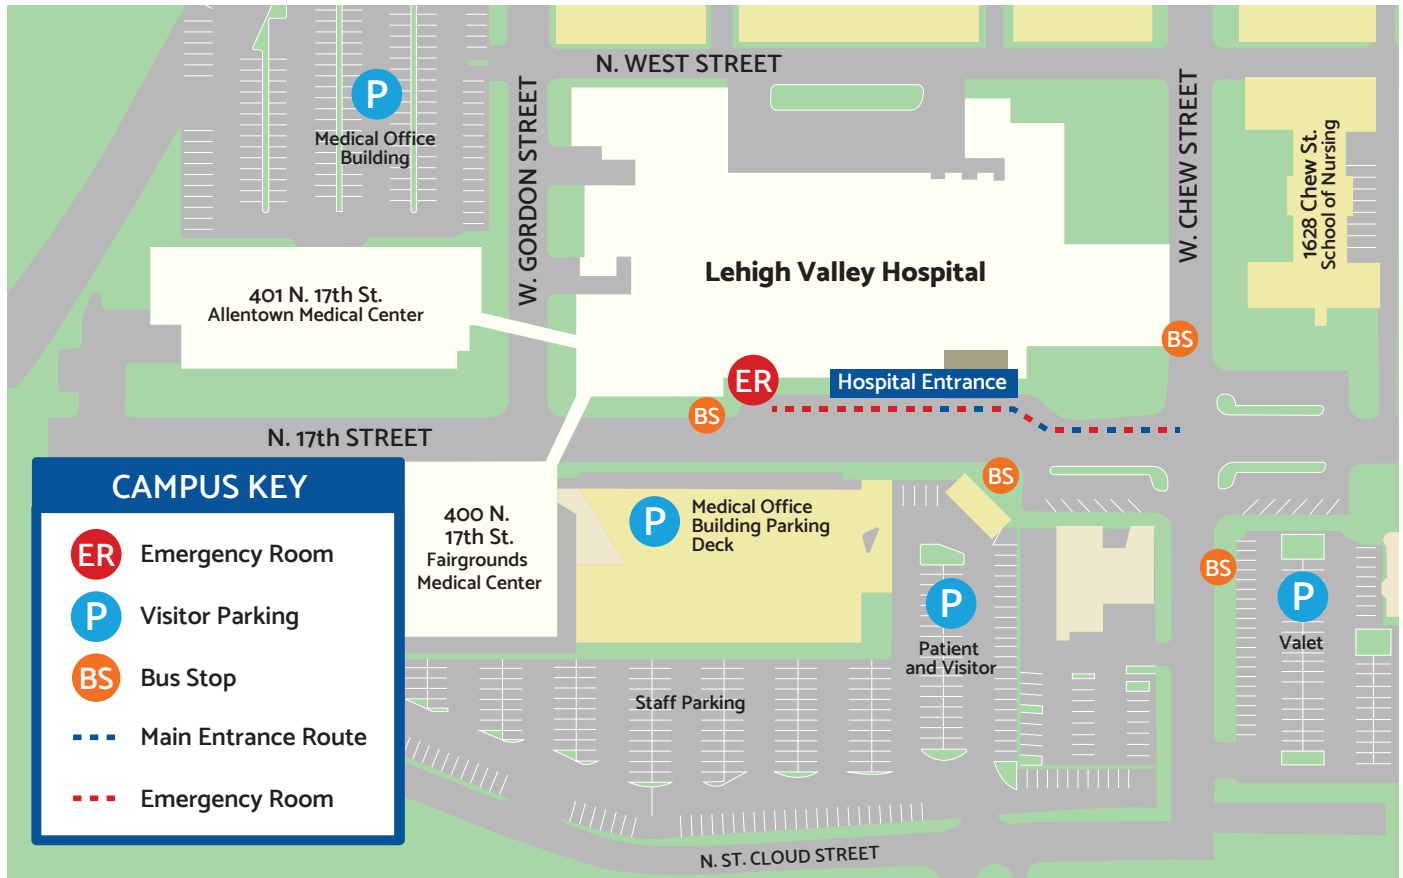 N. WEST STREET
P
Medical Office
Building
W. GORDON STREET
W. CHEW STREET
1628 Chew St.
School of Nursing
Lehigh Valley Hospital
401 N. 17th St.
Allentown Medical Center
BS
ER
Hospital Entrance
BS
N. 17th STREET
BS
CAMPUS KEY
ER Emergency Room
P Visitor Parking
BS Bus Stop
Main Entrance Route
Emergency Room
400 N.
17th St.
Fairgrounds
Medical Center
P
Medical Office
Building Parking
Deck
P
Patient
and Visitor
BS
P
Valet
Staff Parking
N. ST. CLOUD STREET